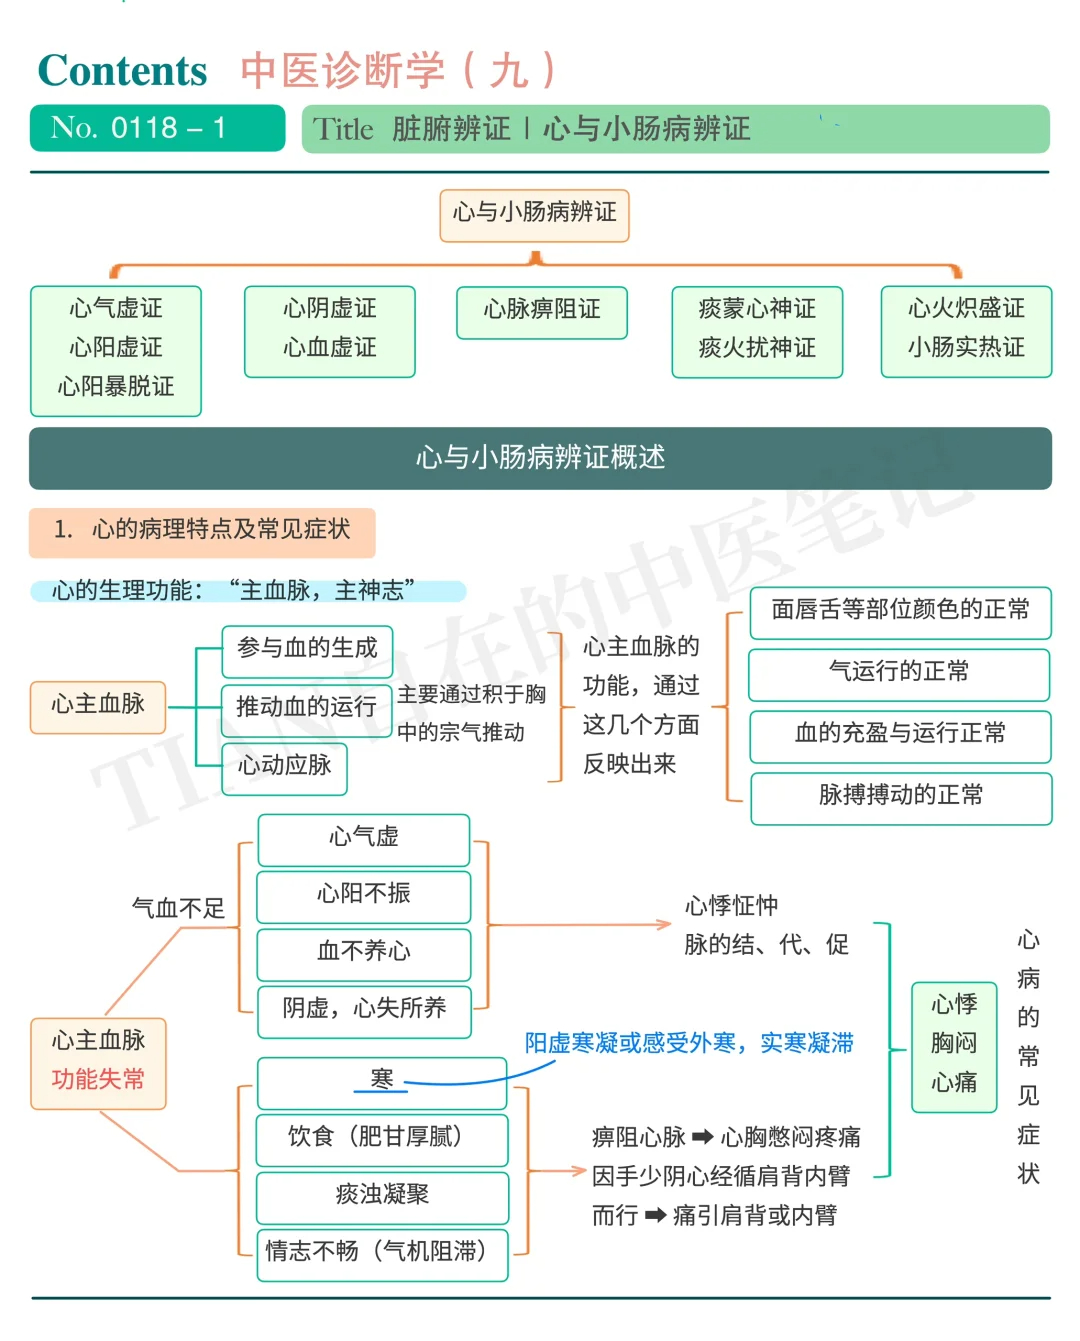 Contents 中医诊断学（九）
No. 0118 – 1
Title 脏腑辨证 | 心与小肠病辨证
心与小肠病辨证
心气虚证
心阳虚证
心阳暴脱证
心阴虚证
心血虚证
心脉痹阻证
痰蒙心神证
痰火扰神证
心火炽盛证
小肠实热证
心与小肠病辨证概述
1. 心的病理特点及常见症状
心的生理功能：“主血脉，主神志”
心主血脉
参与血的生成
推动血的运行
心动应脉
主要通过积于胸
中的宗气推动
心主血脉的
功能，通过
这几个方面
反映出来
面唇舌等部位颜色的正常
气运行的正常
血的充盈与运行正常
脉搏搏动的正常
心主血脉
功能失常
气血不足
心气虚
心阳不振
血不养心
阴虚，心失所养
心悸怔忡
脉的结、代、促
寒
饮食（肥甘厚腻）
痰浊凝聚
情志不畅（气机阻滞）
阳虚寒凝或感受外寒，实寒凝滞
痹阻心脉➡心胸憋闷疼痛
因手少阴心经循肩背内臂
而行➡痛引肩背或内臂
心悸
胸闷
心痛
心病的常见症状
TIAN自在的中医笔记